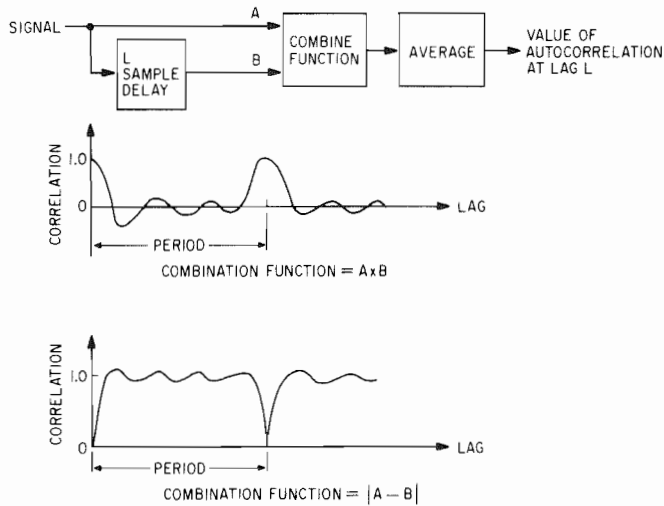 SIGNAL
A
B
L
SAMPLE
DELAY
COMBINE
FUNCTION
AVERAGE
VALUE OF
AUTOCORRELATION
AT LAG L
CORRELATION
1.0
0
LAG
PERIOD
COMBINATION FUNCTION = A x B
CORRELATION
1.0
0
LAG
PERIOD
COMBINATION FUNCTION = |A - B|